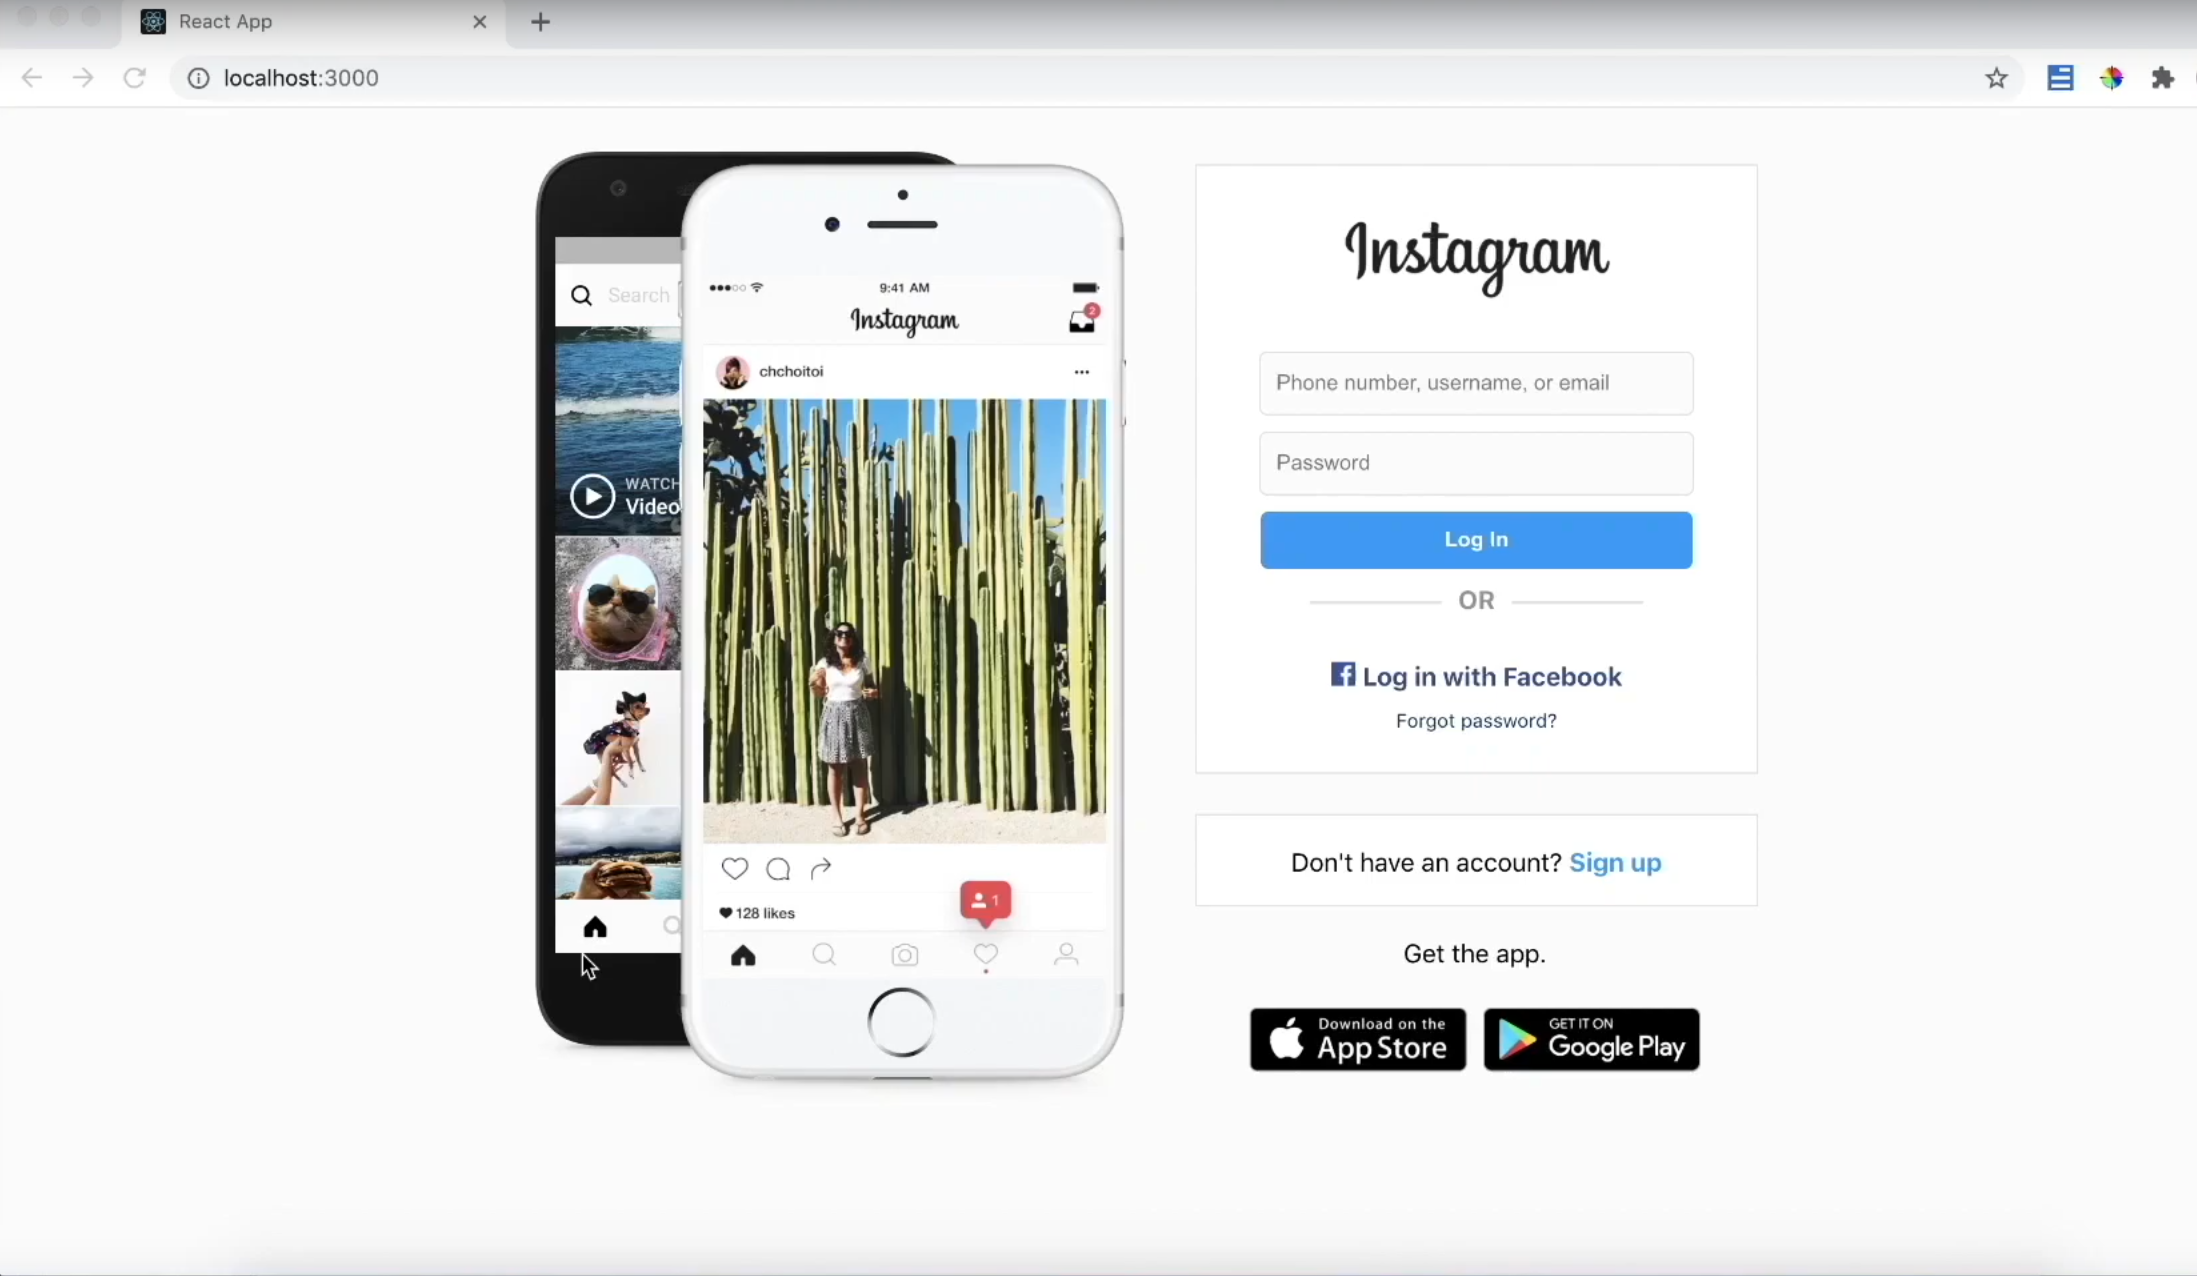 React App
localhost:3000
Search
WATCH
Video
9:41 AM
Instagram
2
chchoitoi
128 likes
1
Instagram
Phone number, username, or email
Password
Log In
OR
Log in with Facebook
Forgot password?
Don't have an account? Sign up
Get the app.
Download on the
App Store
GET IT ON
Google Play